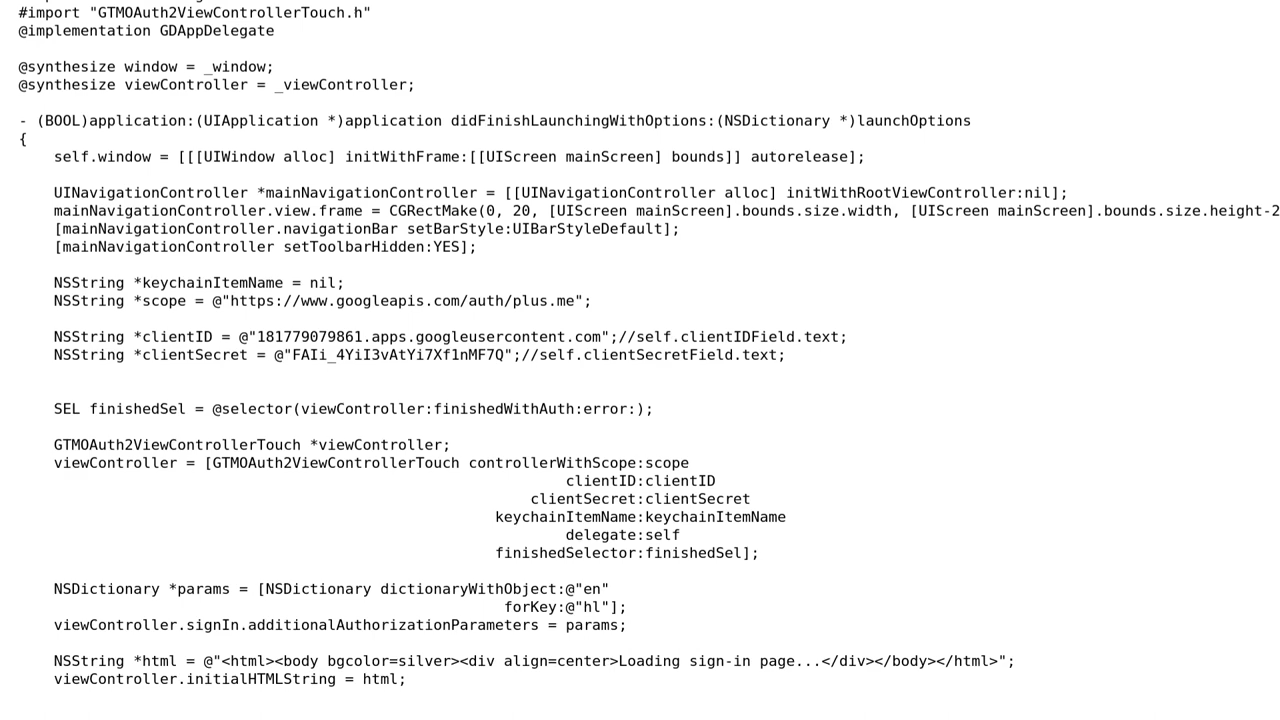 #import "GTMOAuth2ViewControllerTouch.h"
@implementation GDAppDelegate
@synthesize window = _window;
@synthesize viewController = _viewController;
- (BOOL)application:(UIApplication *)application didFinishLaunchingWithOptions:(NSDictionary *)launchOptions
{
self.window = [[[UIWindow alloc] initWithFrame:[[UIScreen mainScreen] bounds]] autorelease];
UINavigationController *mainNavigationController = [[UINavigationController alloc] initWithRootViewController:nil];
mainNavigationController.view.frame = CGRectMake(0, 20, [UIScreen mainScreen].bounds.size.width, [UIScreen mainScreen].bounds.size.height-2
[mainNavigationController.navigationBar setBarStyle:UIBarStyleDefault];
[mainNavigationController setToolbarHidden:YES];
NSString *keychainItemName = nil;
NSString *scope = @"https://www.googleapis.com/auth/plus.me";
NSString *clientID = @"181779079861.apps.googleusercontent.com";//self.clientIDField.text;
NSString *clientSecret = @"FAIi_4YiI3vAtYi7Xf1nMF7Q";//self.clientSecretField.text;
SEL finishedSel = @selector(viewController:finishedWithAuth:error:);
GTMOAuth2ViewControllerTouch *viewController;
viewController = [GTMOAuth2ViewControllerTouch controllerWithScope:scope
clientID:clientID
clientSecret:clientSecret
keychainItemName:keychainItemName
delegate:self
finishedSelector:finishedSel];
NSDictionary *params = [NSDictionary dictionaryWithObject:@"en"
forKey:@"hl"];
viewController.signIn.additionalAuthorizationParameters = params;
NSString *html = @"<html><body bgcolor=silver><div align=center>Loading sign-in page...</div></body></html>";
viewController.initialHTMLString = html;